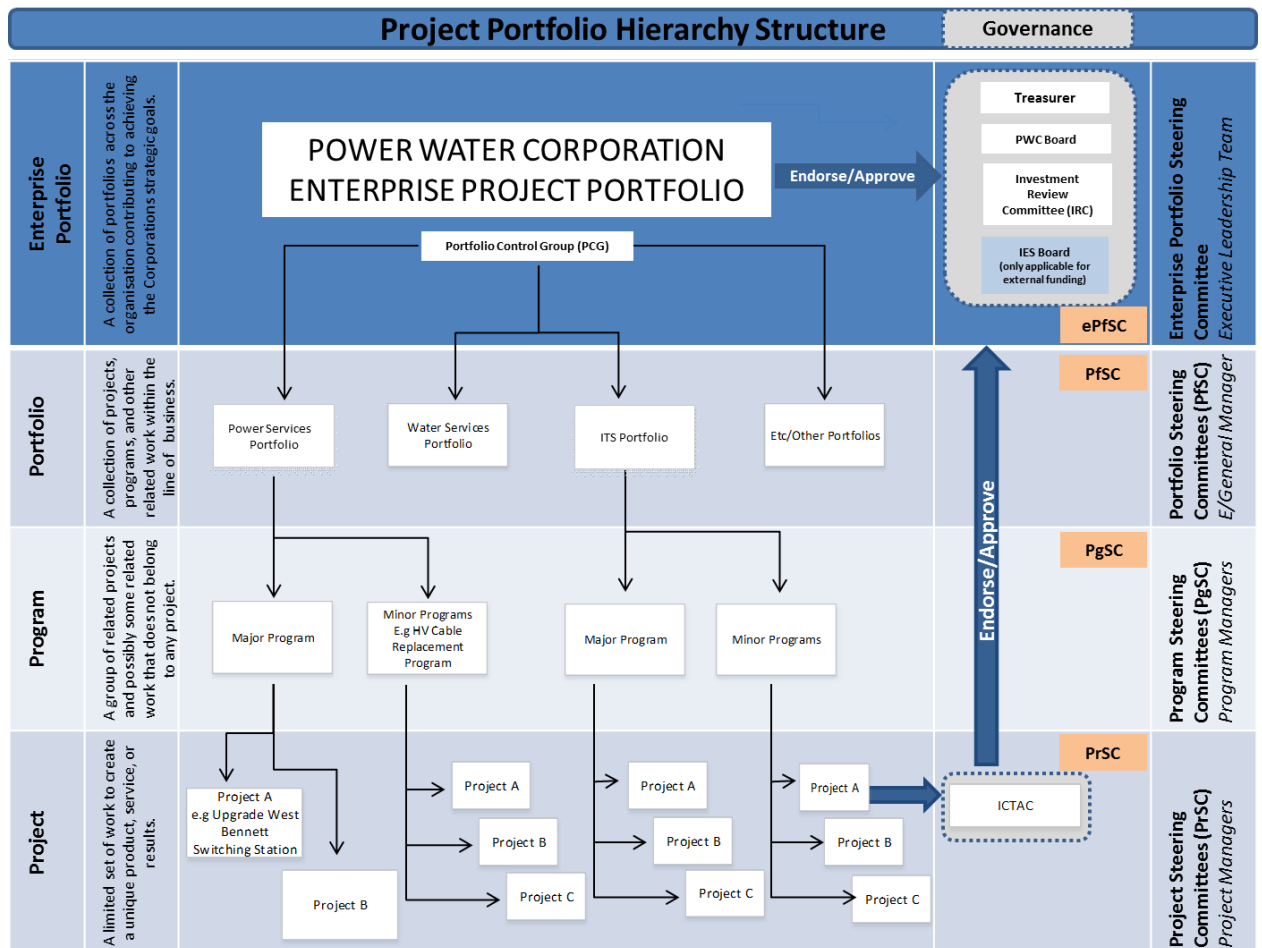 Project Portfolio Hierarchy Structure
Governance
Enterprise
Portfolio
A collection of portfolios across the
organisation contributing to achieving
the Corporations strategic goals.
POWER WATER CORPORATION
ENTERPRISE PROJECT PORTFOLIO
Endorse/Approve
Portfolio Control Group (PCG)
Treasurer
PWC Board
Investment
Review
Committee (IRC)
IES Board
(only applicable for
external funding)
ePfSC
Enterprise Portfolio Steering
Committee
Executive Leadership Team
Portfolio
A collection of projects,
programs, and other
related work within the
line of business.
Power Services
Portfolio
Water Services
Portfolio
ITS Portfolio
Etc/Other Portfolios
PfSC
Portfolio Steering
Committees (PfSC)
E/General Manager
Endorse/Approve
Program
A group of related projects
and possibly some related
work that does not belong
to any project.
Major Program
Minor Programs
E.g HV Cable
Replacement
Program
Major Program
Minor Programs
PgSC
Program Steering
Committees (PgSC)
Program Managers
Project
A limited set of work to create
a unique product, service, or
results.
Project A
e.g Upgrade West
Bennett
Switching Station
Project B
Project A
Project B
Project C
Project A
Project B
Project C
Project A
Project B
Project C
PrSC
ICTAC
Project Steering
Committees (PrSC)
Project Managers